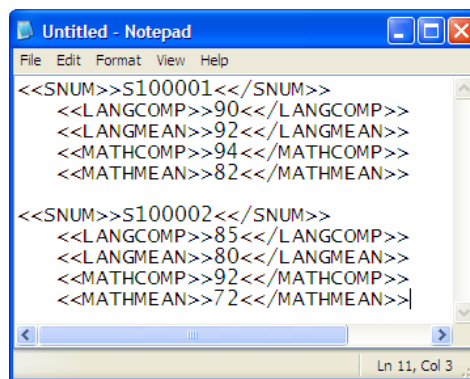 Untitled - Notepad
File Edit Format View Help
<<SNUM>>S100001<</SNUM>>
<<LANGCOMP>>90<</LANGCOMP>>
<<LANGMEAN>>92<</LANGMEAN>>
<<MATHCOMP>>94<</MATHCOMP>>
<<MATHMEAN>>82<</MATHMEAN>>
<<SNUM>>S100002<</SNUM>>
<<LANGCOMP>>85<</LANGCOMP>>
<<LANGMEAN>>80<</LANGMEAN>>
<<MATHCOMP>>92<</MATHCOMP>>
<<MATHMEAN>>72<</MATHMEAN>>
Ln 11, Col 3